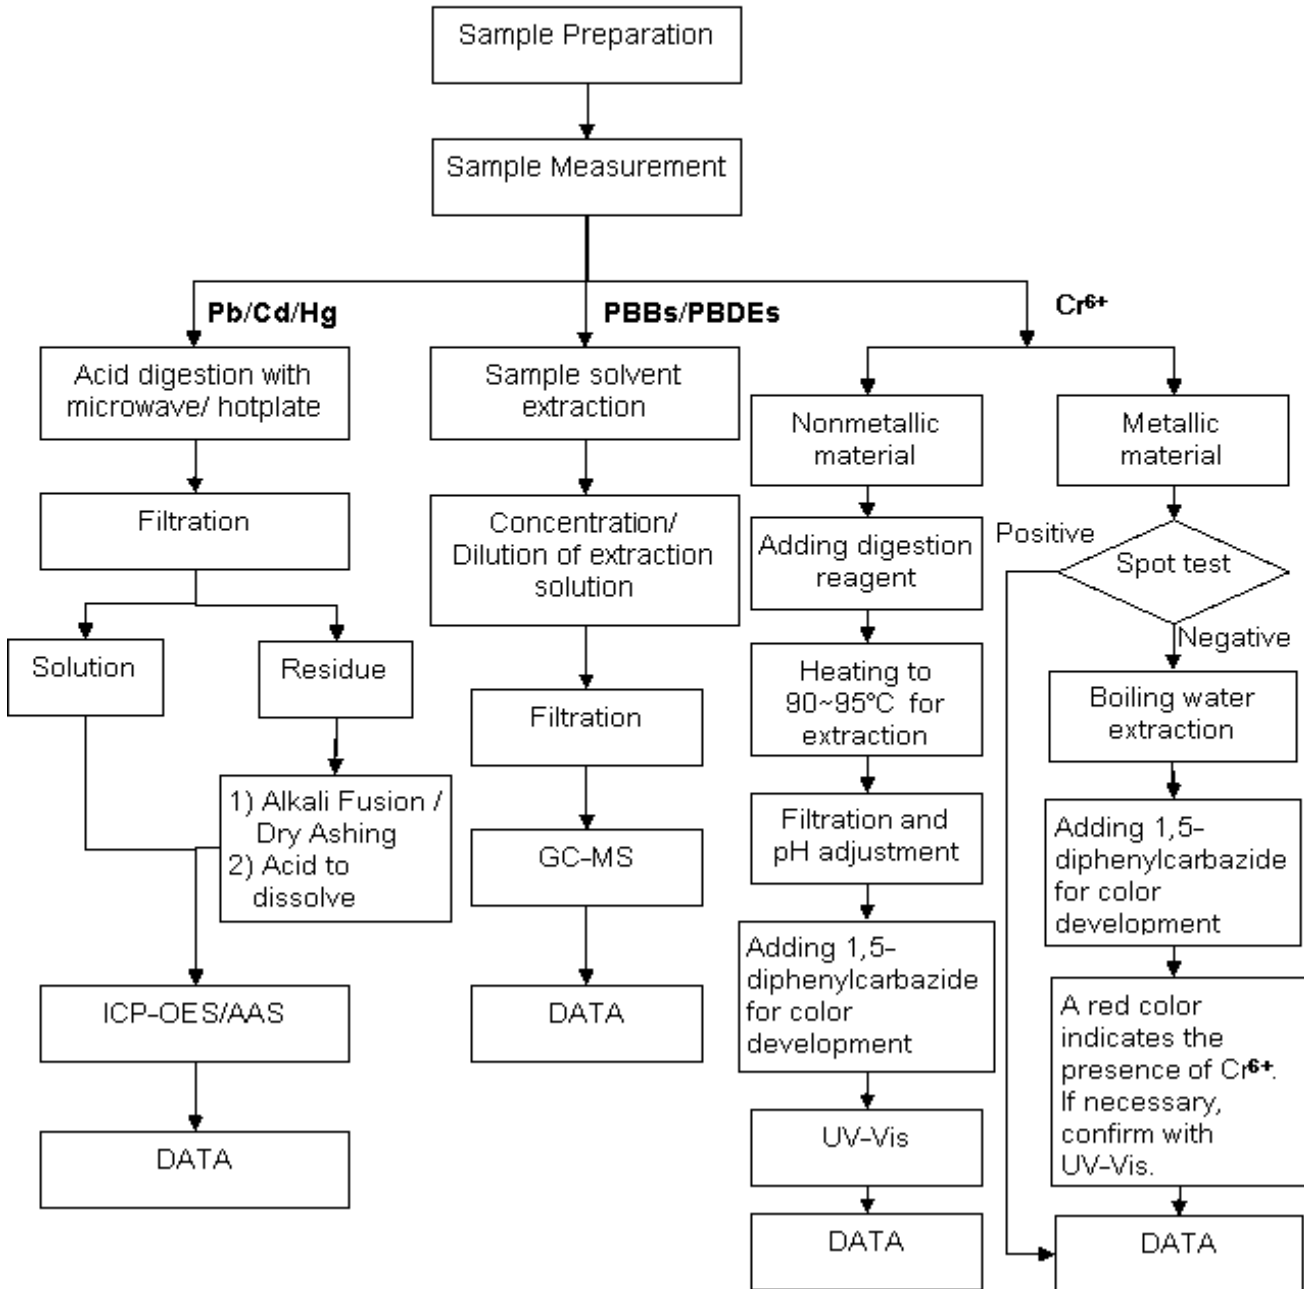 Sample Preparation
Sample Measurement
Pb/Cd/Hg
PBBs/PBDEs
Cr⁶⁺
Acid digestion with
microwave/ hotplate
Filtration
Solution
Residue
1) Alkali Fusion /
Dry Ashing
2) Acid to
dissolve
ICP-OES/AAS
DATA
Sample solvent
extraction
Concentration/
Dilution of extraction
solution
Filtration
GC-MS
DATA
Nonmetallic
material
Adding digestion
reagent
Heating to
90~95°C for
extraction
Filtration and
pH adjustment
Adding 1,5-
diphenylcarbazide
for color
development
UV-Vis
DATA
Metallic
material
Positive
Spot test
Negative
Boiling water
extraction
Adding 1,5-
diphenylcarbazide
for color
development
A red color
indicates the
presence of Cr⁶⁺.
If necessary,
confirm with
UV-Vis.
DATA